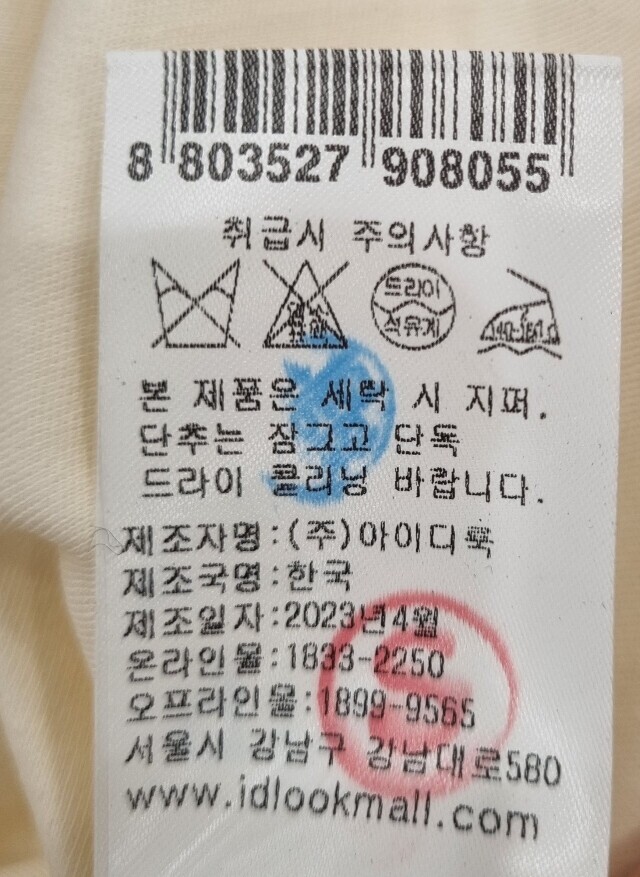 8 803527 908055
취급시 주의사항
드라이
석유계
본 제품은 세탁 시 지퍼.
단추는 잠그고 단독
드라이 클리닝 바랍니다.
제조자명:(주)아이디룩
제조국명:한국
제조일자:2023년4월
온라인몰:1833-2250
오프라인몰:1899-9565
서울시 강남구 강남대로580
www.idlookmall.com